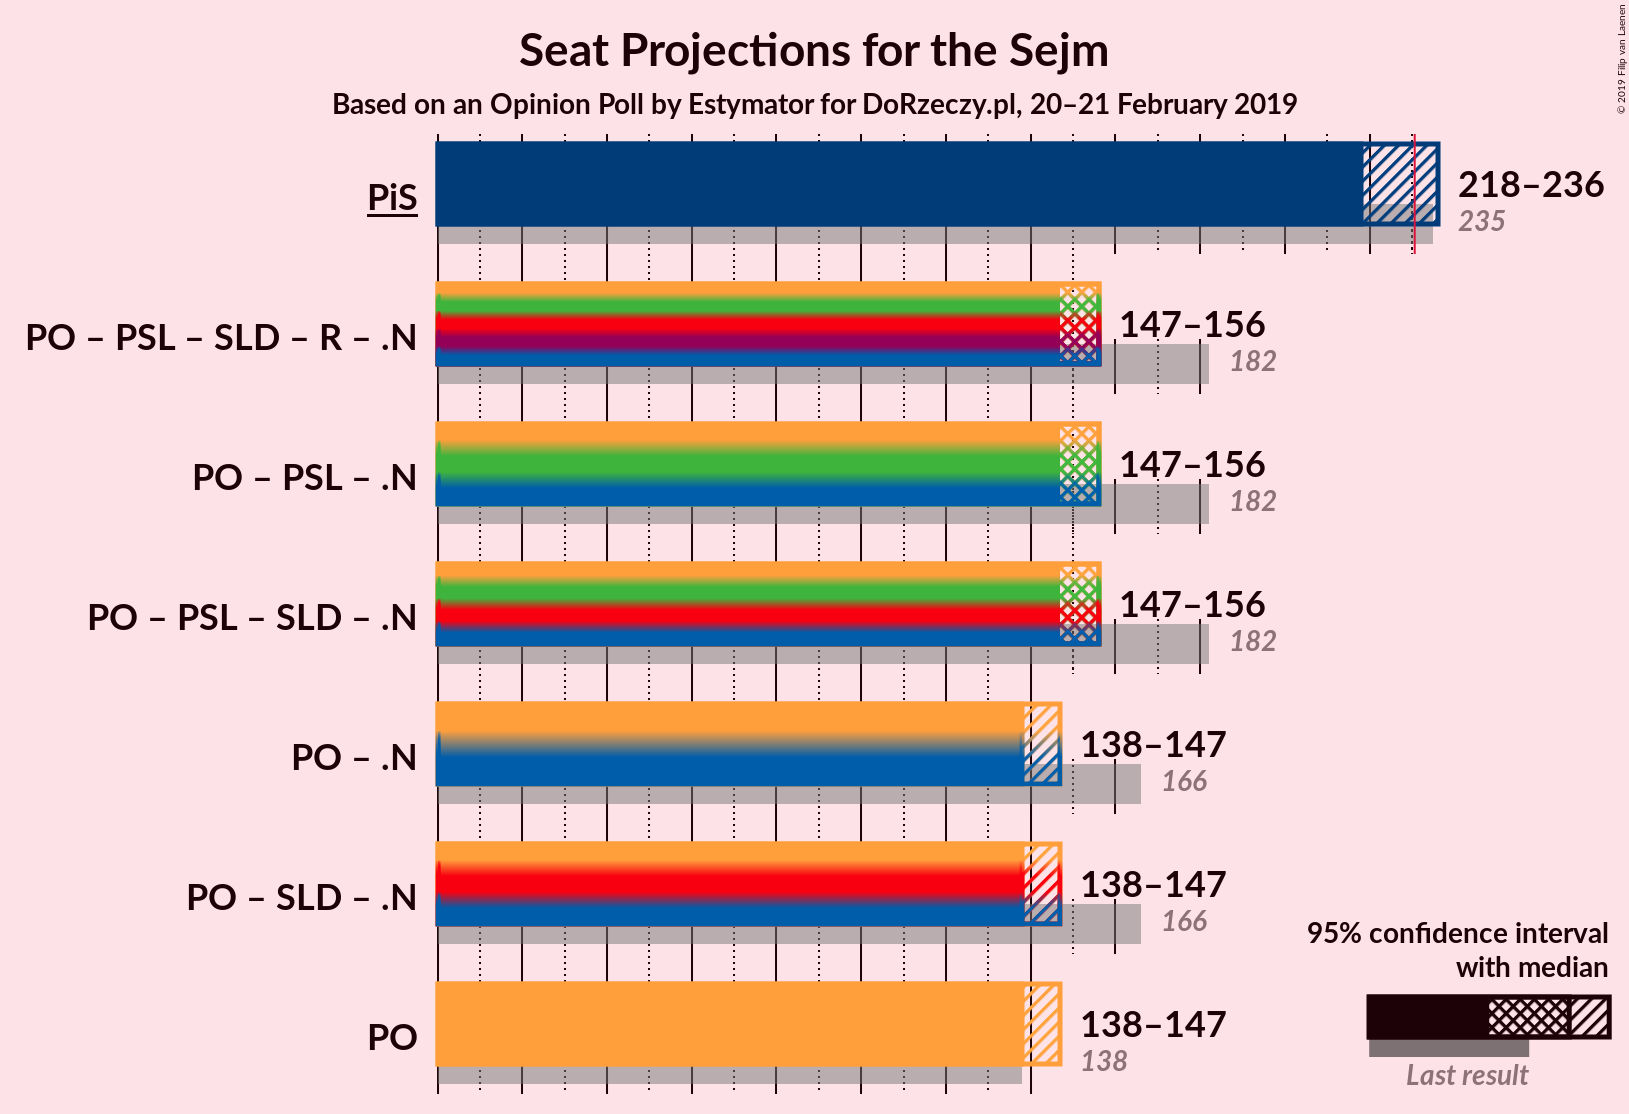 Seat Projections for the Sejm
Based on an Opinion Poll by Estymator for DoRzeczy.pl, 20–21 February 2019
© 2019 Filip van Laenen
PiS
218–236
235
PO – PSL – SLD – R – .N
147–156
182
PO – PSL – .N
147–156
182
PO – PSL – SLD – .N
147–156
182
PO – .N
138–147
166
PO – SLD – .N
138–147
166
PO
138–147
138
95% confidence interval
with median
Last result